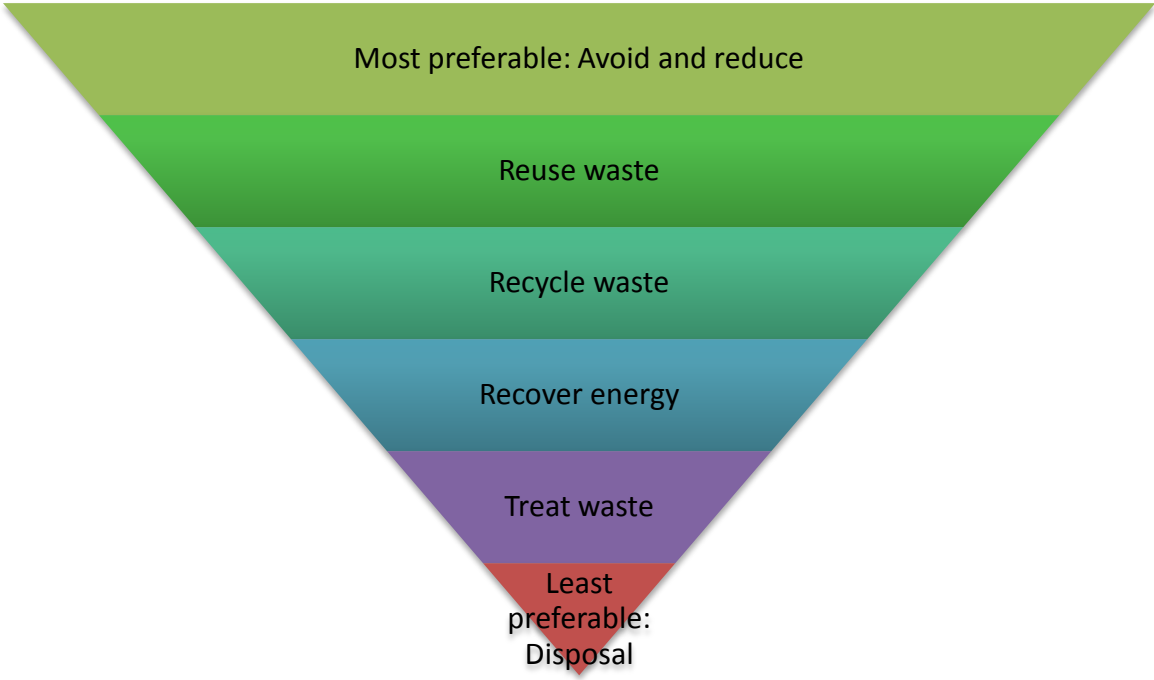 Most preferable: Avoid and reduce
Reuse waste
Recycle waste
Recover energy
Treat waste
Least
preferable:
Disposal